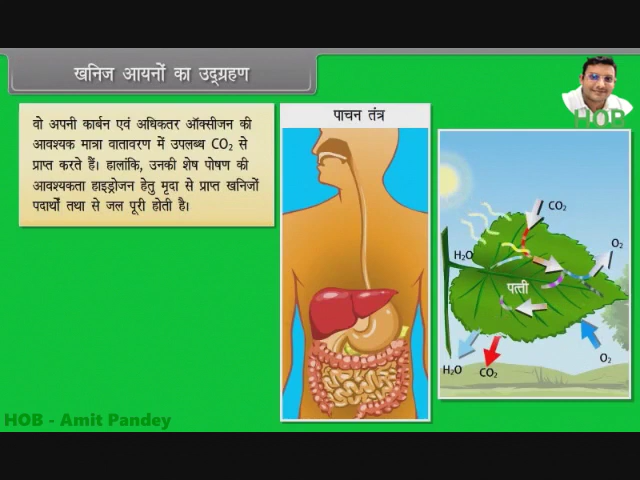 खनिज आयनों का उद्ग्रहण
HOB
वो अपनी कार्बन एवं अधिकतर ऑक्सीजन की
आवश्यक मात्रा वातावरण में उपलब्ध CO₂ से
प्राप्त करते हैं। हालांकि, उनकी शेष पोषण की
आवश्यकता हाइड्रोजन हेतु मृदा से प्राप्त खनिजों
पदार्थों तथा से जल पूरी होती है।
पाचन तंत्र
CO₂
O₂
H₂O
पत्ती
O₂
H₂O
CO₂
HOB - Amit Pandey